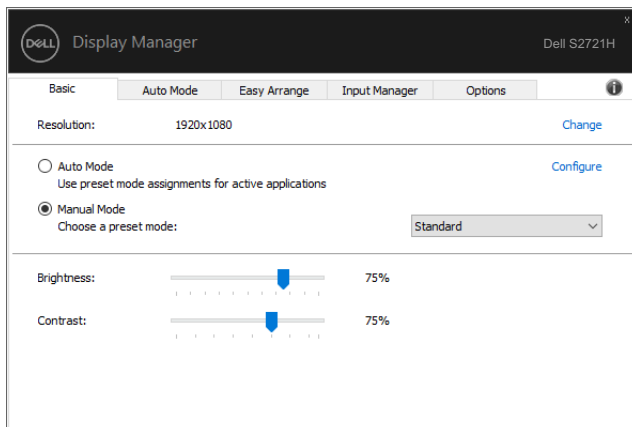 x
DELL Display Manager Dell S2721H
Basic Auto Mode Easy Arrange Input Manager Options i
Resolution: 1920x1080 Change
Auto Mode Configure
Use preset mode assignments for active applications
Manual Mode
Choose a preset mode: Standard
Brightness: 75%
Contrast: 75%